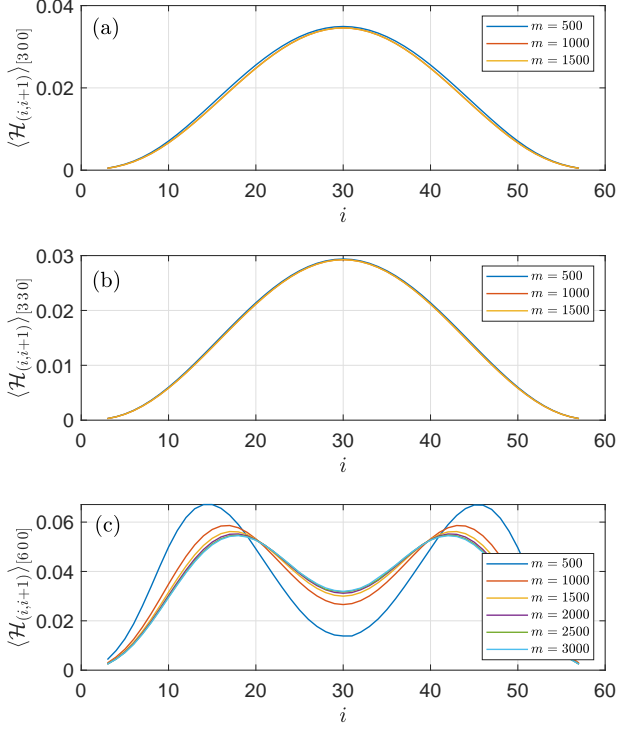 (a)
0.04
0.02
0
⟨ℋ(i,i+1)⟩[300]
m = 500
m = 1000
m = 1500
0 10 20 30 40 50 60
i
(b)
0.03
0.02
0.01
0
⟨ℋ(i,i+1)⟩[330]
m = 500
m = 1000
m = 1500
0 10 20 30 40 50 60
i
(c)
0.06
0.04
0.02
0
⟨ℋ(i,i+1)⟩[600]
m = 500
m = 1000
m = 1500
m = 2000
m = 2500
m = 3000
0 10 20 30 40 50 60
i